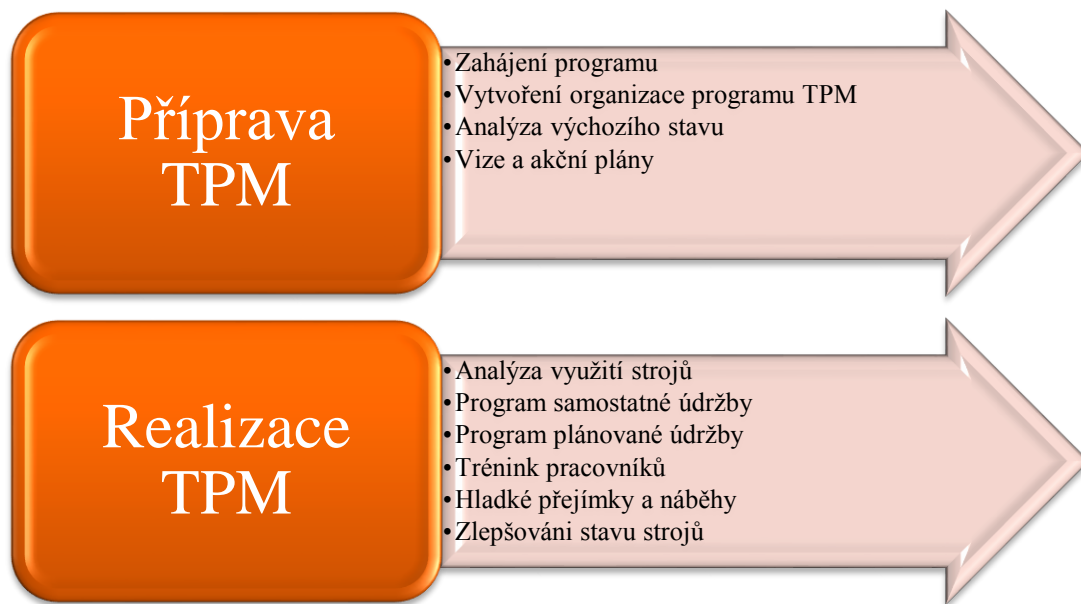 Příprava
TPM
•Zahájení programu
•Vytvoření organizace programu TPM
•Analýza výchozího stavu
•Vize a akční plány
Realizace
TPM
•Analýza využití strojů
•Program samostatné údržby
•Program plánované údržby
•Trénink pracovníků
•Hladké přejímky a náběhy
•Zlepšováni stavu strojů